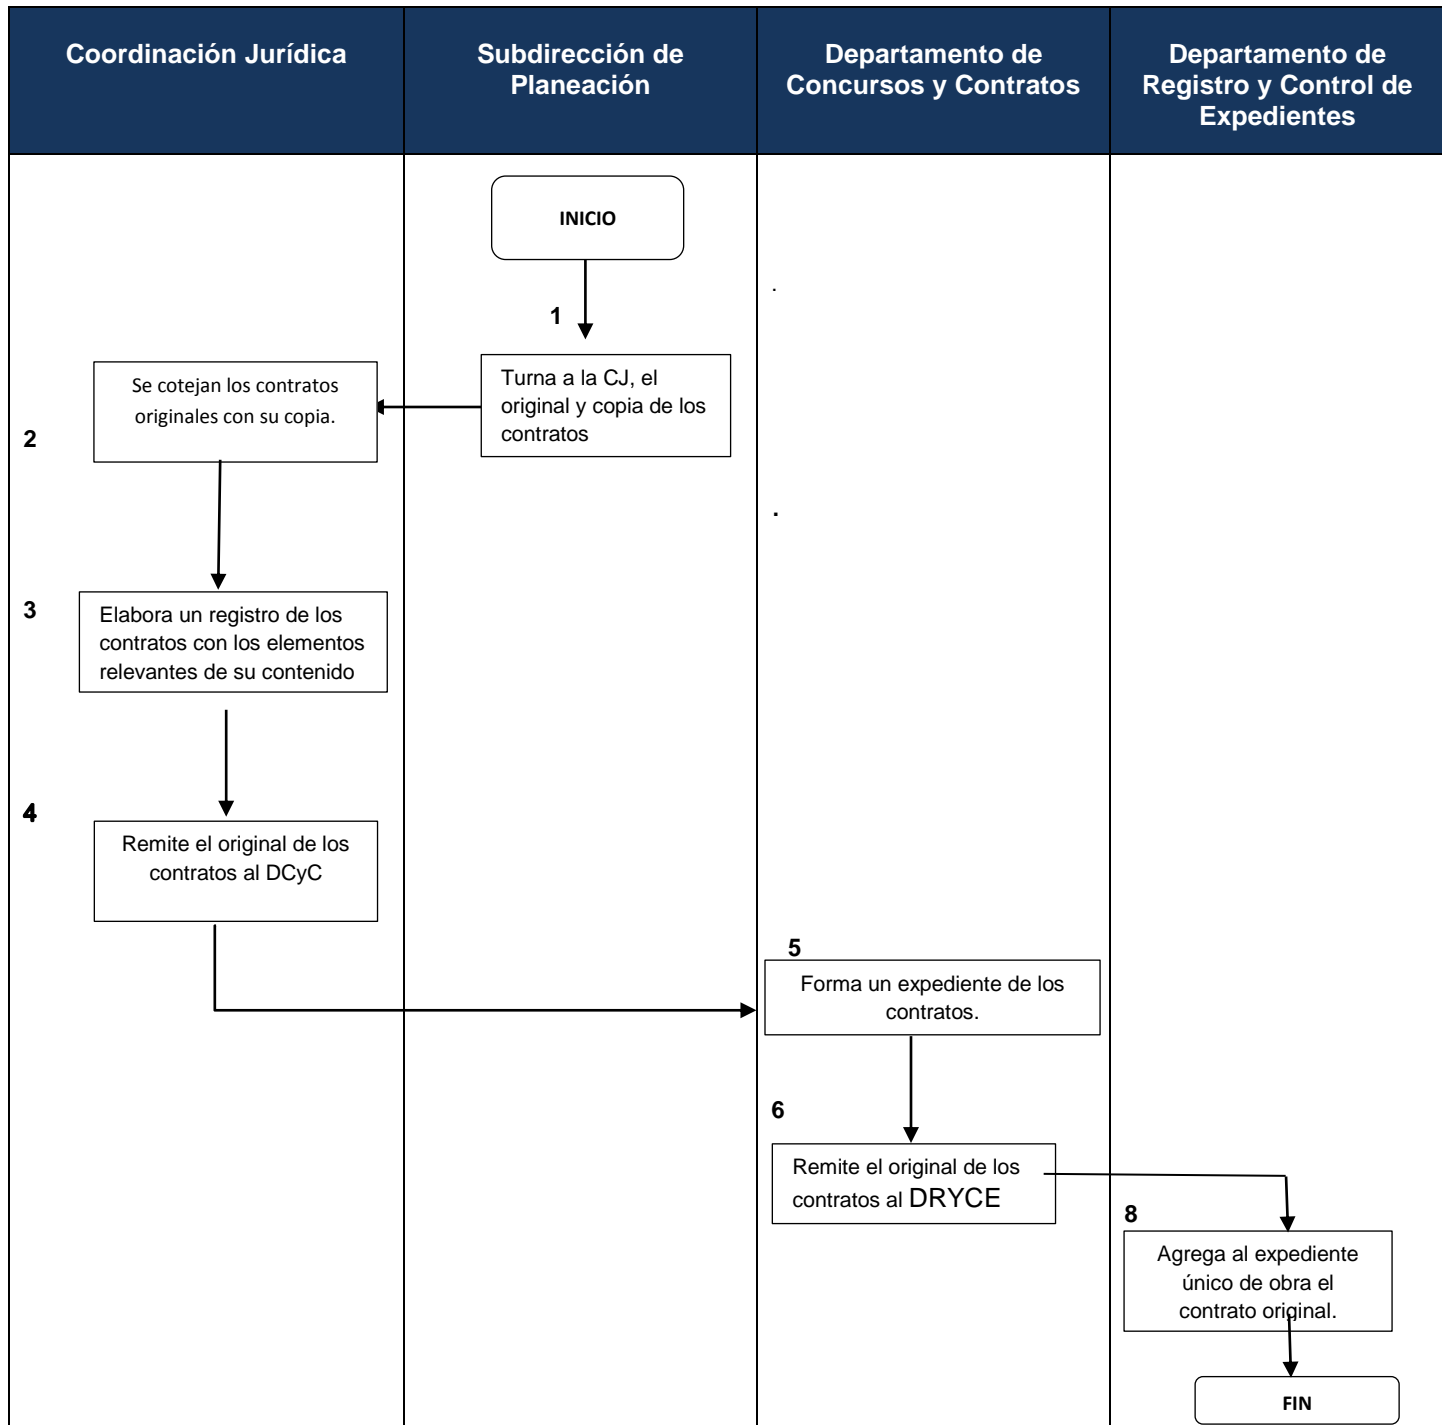 Coordinación Jurídica
Subdirección de
Planeación
Departamento de
Concursos y Contratos
Departamento de
Registro y Control de
Expedientes
INICIO
.
1
Turna a la CJ, el
original y copia de los
contratos
Se cotejan los contratos
originales con su copia.
2
.
3
Elabora un registro de los
contratos con los elementos
relevantes de su contenido
4
Remite el original de los
contratos al DCyC
5
Forma un expediente de los
contratos.
6
Remite el original de los
contratos al DRYCE
8
Agrega al expediente
único de obra el
contrato original.
FIN